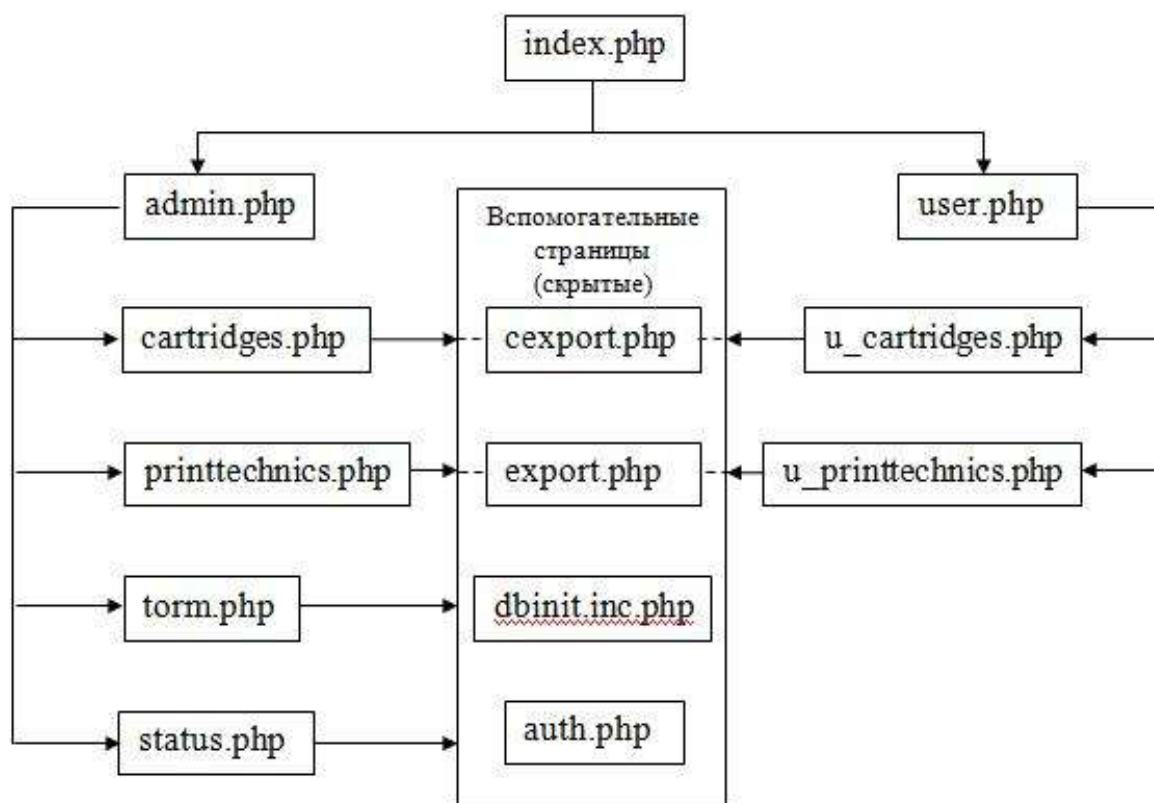 index.php
admin.php
user.php
Вспомогательные
страницы
(скрытые)
cartridges.php
cexport.php
u_cartridges.php
printtechnics.php
export.php
u_printtechnics.php
torm.php
dbinit.inc.php
status.php
auth.php